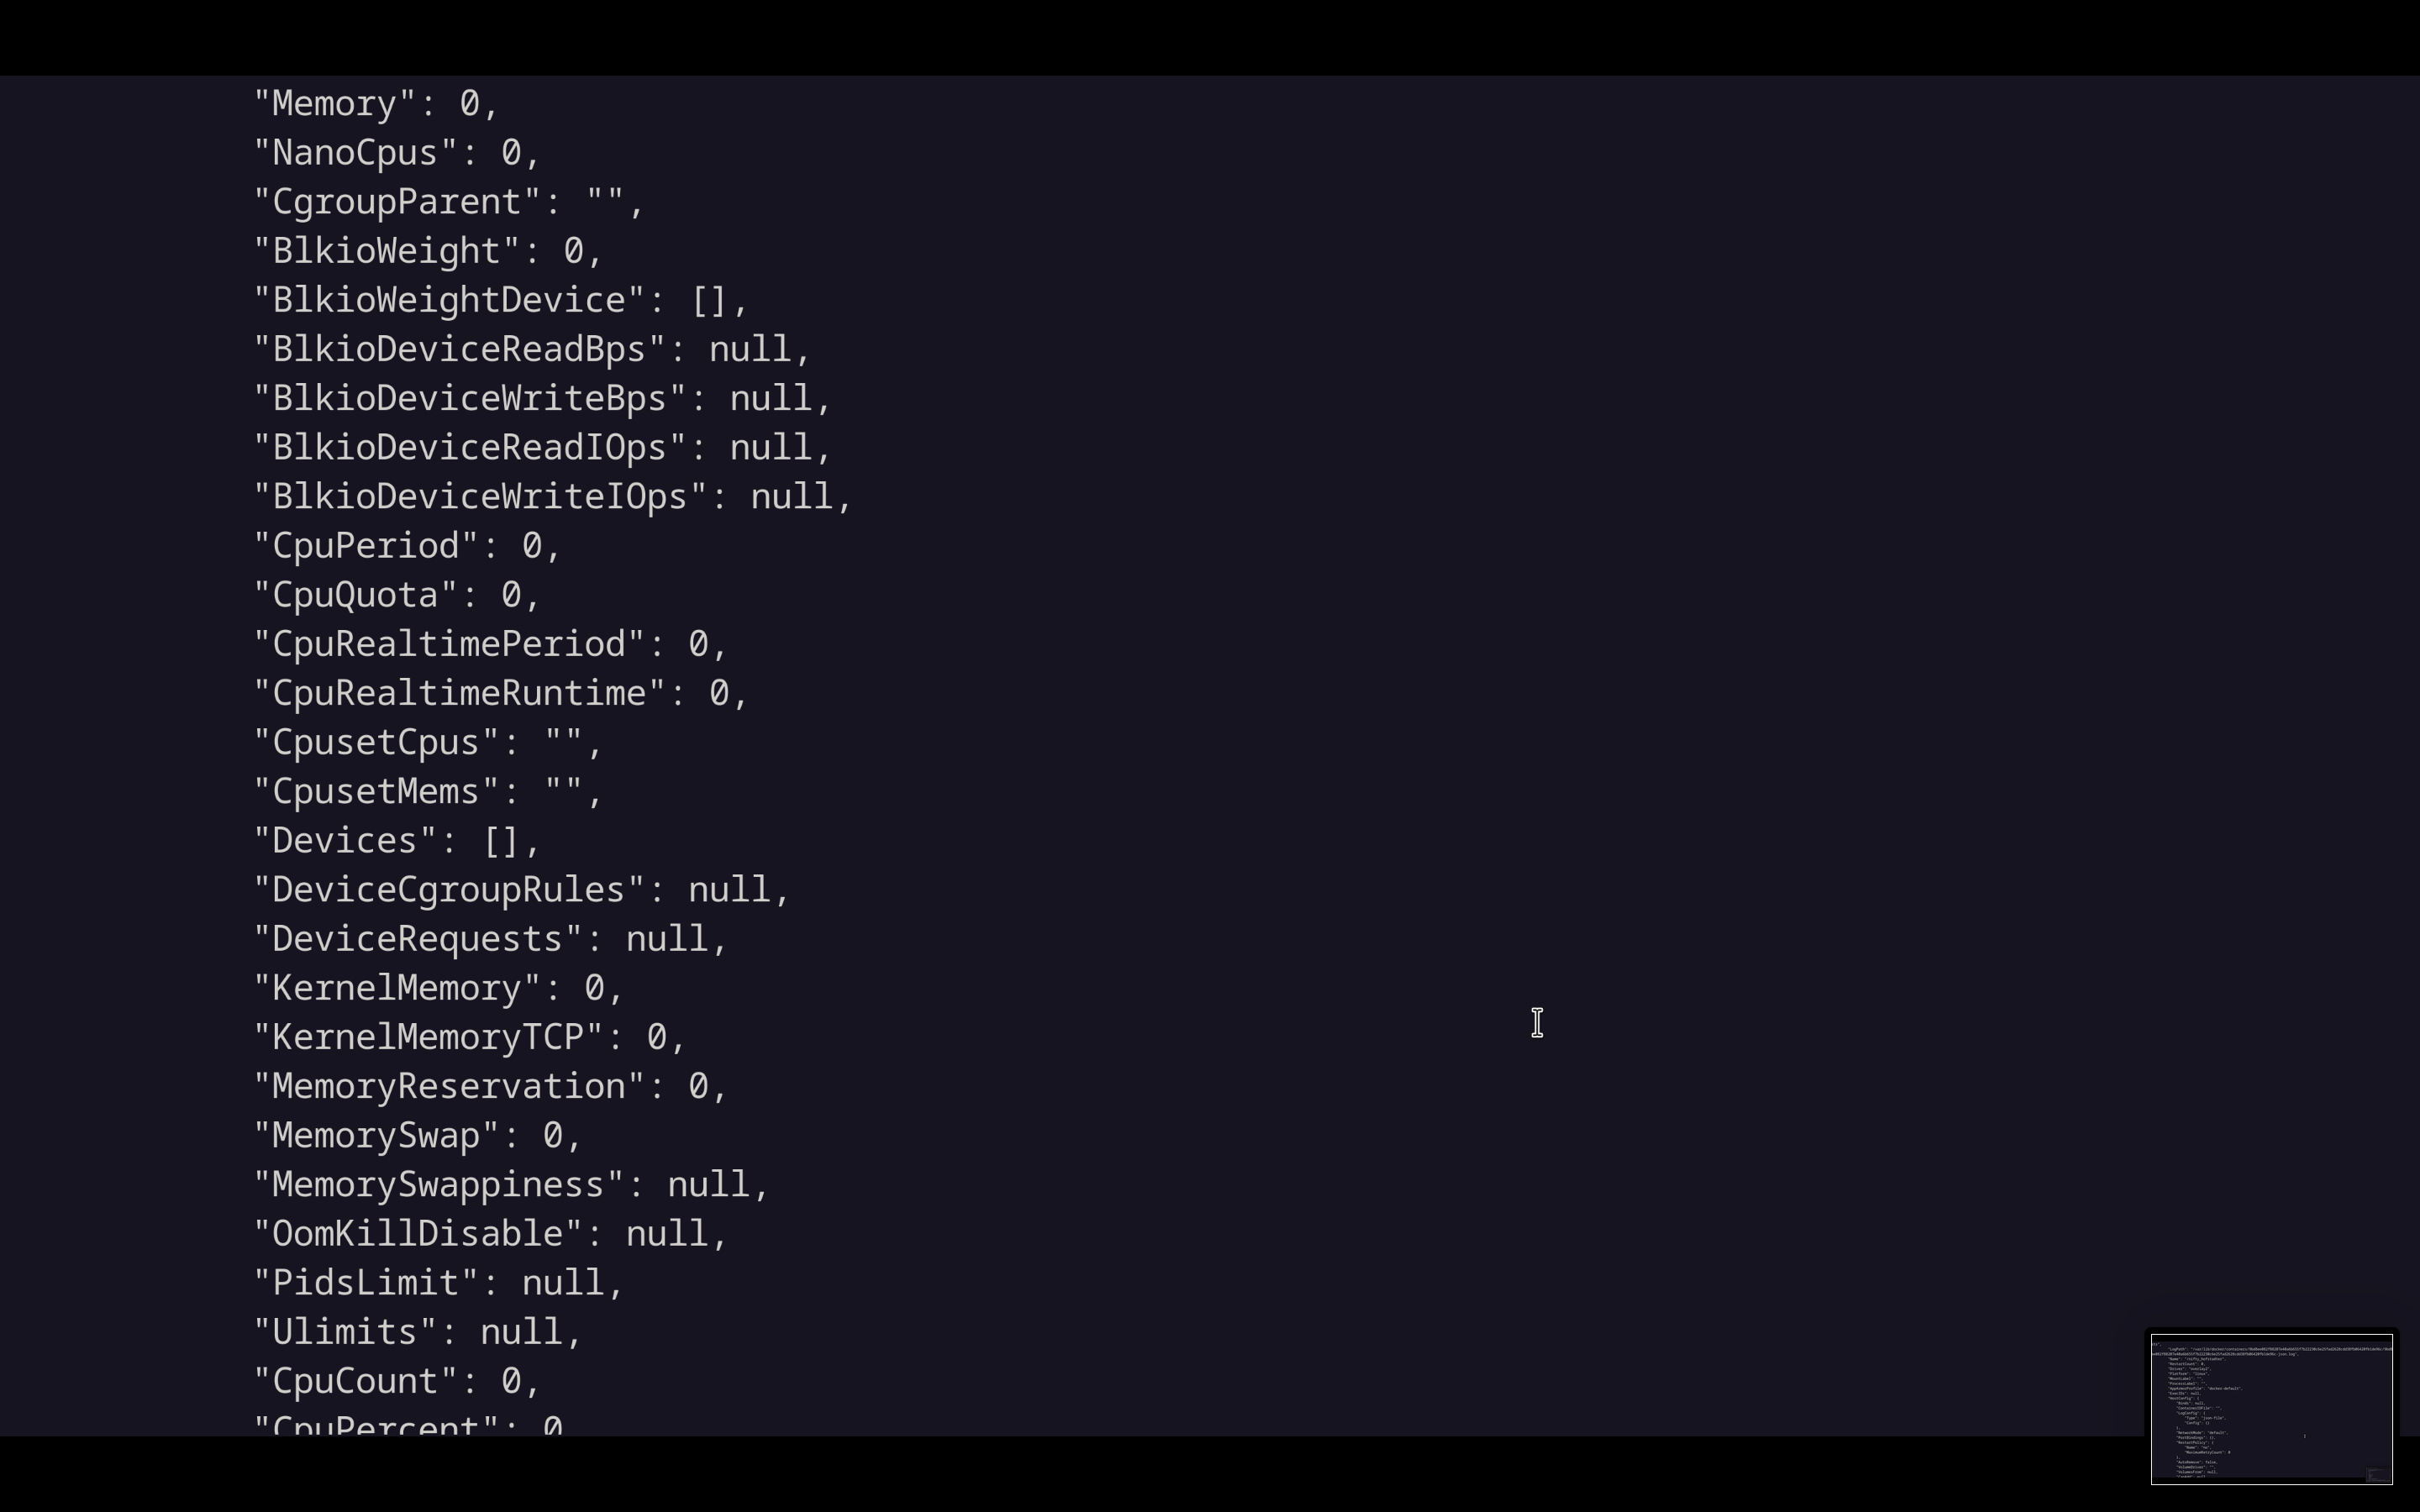 "Memory": 0,
"NanoCpus": 0,
"CgroupParent": "",
"BlkioWeight": 0,
"BlkioWeightDevice": [],
"BlkioDeviceReadBps": null,
"BlkioDeviceWriteBps": null,
"BlkioDeviceReadIOps": null,
"BlkioDeviceWriteIOps": null,
"CpuPeriod": 0,
"CpuQuota": 0,
"CpuRealtimePeriod": 0,
"CpuRealtimeRuntime": 0,
"CpusetCpus": "",
"CpusetMems": "",
"Devices": [],
"DeviceCgroupRules": null,
"DeviceRequests": null,
"KernelMemory": 0,
"KernelMemoryTCP": 0,
"MemoryReservation": 0,
"MemorySwap": 0,
"MemorySwappiness": null,
"OomKillDisable": null,
"PidsLimit": null,
"Ulimits": null,
"CpuCount": 0,
"CpuPercent": 0